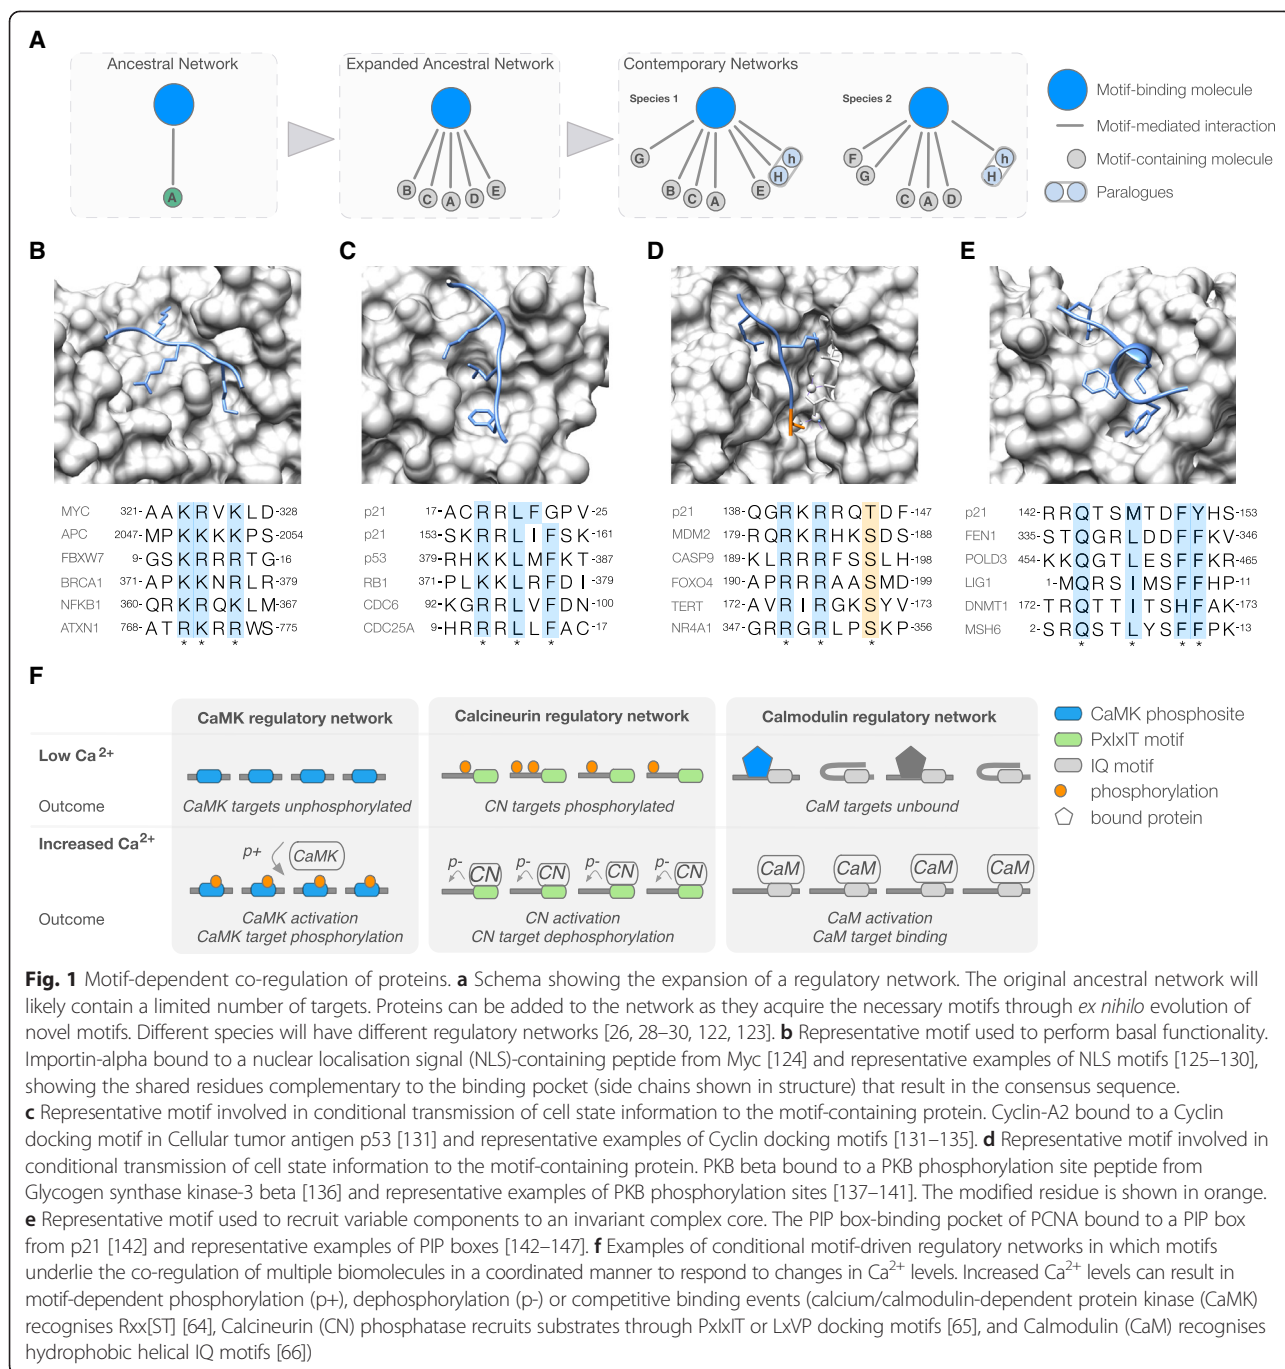 A
Ancestral Network
Expanded Ancestral Network
Contemporary Networks
Species 1
Species 2
A
B
C
A
D
E
G
B
C
A
E
H
h
F
G
C
A
D
H
h
Motif-binding molecule
Motif-mediated interaction
Motif-containing molecule
Paralogues
B
C
D
E
MYC 321-AAKRVKLD-328
APC 2047-MPKKKKPS-2054
FBXW7 9-GSKRRRTG-16
BRCA1 371-APKKNRLR-379
NFKB1 360-QRKRQKLM-367
ATXN1 768-ATRKRRWS-775
* * *
p21 17-ACRRLFGPV-25
p21 153-SKRRLIFSK-161
p53 379-RHKKLMFKT-387
RB1 371-PLKKLRFDI-379
CDC6 92-KGRRLVFDN-100
CDC25A 9-HRRRLLFAC-17
* * *
p21 138-QGRKRRQTDF-147
MDM2 179-RQRKRHKSDS-188
CASP9 189-KLRRRFSSLH-198
FOXO4 190-APRRRAASMD-199
TERT 172-AVRIRGKSYV-173
NR4A1 347-GRRGRLPSKP-356
* * *
p21 142-RRQTSMTDFYHS-153
FEN1 335-STQGRLDDFFKV-346
POLD3 454-KKQGTLESFFKR-465
LIG1 1-MQRSIMSFFHP-11
DNMT1 172-TRQTTITSHFAK-173
MSH6 2-SRQSTLYSFFPK-13
* * * *
F
CaMK regulatory network
Calcineurin regulatory network
Calmodulin regulatory network
Low Ca2+
Outcome
CaMK targets unphosphorylated
CN targets phosphorylated
CaM targets unbound
Increased Ca2+
p+
CaMK
p-
CN
p-
CN
p-
CN
p-
CN
CaM
CaM
CaM
CaM
Outcome
CaMK activation
CaMK target phosphorylation
CN activation
CN target dephosphorylation
CaM activation
CaM target binding
CaMK phosphosite
PxIxIT motif
IQ motif
phosphorylation
bound protein
Fig. 1 Motif-dependent co-regulation of proteins. a Schema showing the expansion of a regulatory network. The original ancestral network will
likely contain a limited number of targets. Proteins can be added to the network as they acquire the necessary motifs through ex nihilo evolution of
novel motifs. Different species will have different regulatory networks [26, 28–30, 122, 123]. b Representative motif used to perform basal functionality.
Importin-alpha bound to a nuclear localisation signal (NLS)-containing peptide from Myc [124] and representative examples of NLS motifs [125–130],
showing the shared residues complementary to the binding pocket (side chains shown in structure) that result in the consensus sequence.
c Representative motif involved in conditional transmission of cell state information to the motif-containing protein. Cyclin-A2 bound to a Cyclin
docking motif in Cellular tumor antigen p53 [131] and representative examples of Cyclin docking motifs [131–135]. d Representative motif involved in
conditional transmission of cell state information to the motif-containing protein. PKB beta bound to a PKB phosphorylation site peptide from
Glycogen synthase kinase-3 beta [136] and representative examples of PKB phosphorylation sites [137–141]. The modified residue is shown in orange.
e Representative motif used to recruit variable components to an invariant complex core. The PIP box-binding pocket of PCNA bound to a PIP box
from p21 [142] and representative examples of PIP boxes [142–147]. f Examples of conditional motif-driven regulatory networks in which motifs
underlie the co-regulation of multiple biomolecules in a coordinated manner to respond to changes in Ca2+ levels. Increased Ca2+ levels can result in
motif-dependent phosphorylation (p+), dephosphorylation (p-) or competitive binding events (calcium/calmodulin-dependent protein kinase (CaMK)
recognises Rxx[ST] [64], Calcineurin (CN) phosphatase recruits substrates through PxIxIT or LxVP docking motifs [65], and Calmodulin (CaM) recognises
hydrophobic helical IQ motifs [66])